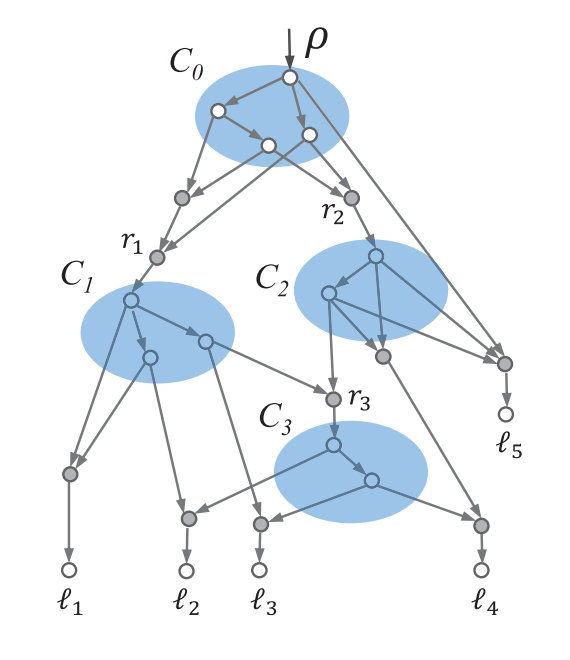 ρ
C₀
r₂
r₁
C₁
C₂
r₃
C₃
ℓ₅
ℓ₁ ℓ₂ ℓ₃ ℓ₄